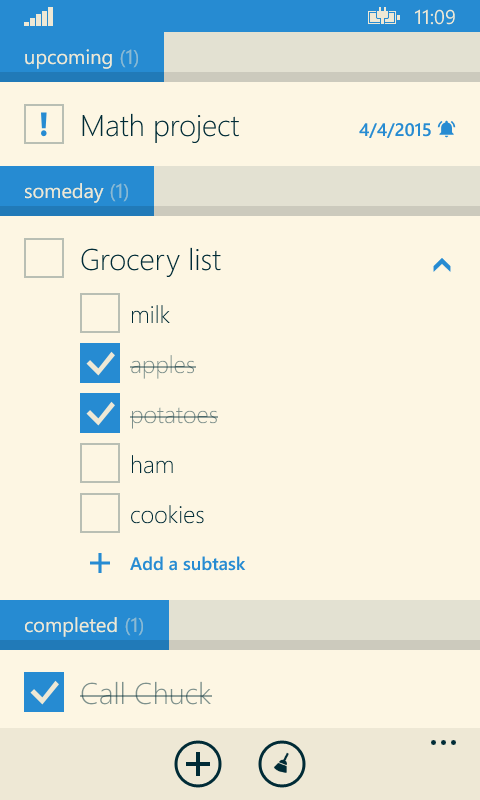 11:09
upcoming (1)
! Math project 4/4/2015
someday (1)
Grocery list
milk
apples
potatoes
ham
cookies
+ Add a subtask
completed (1)
Call Chuck